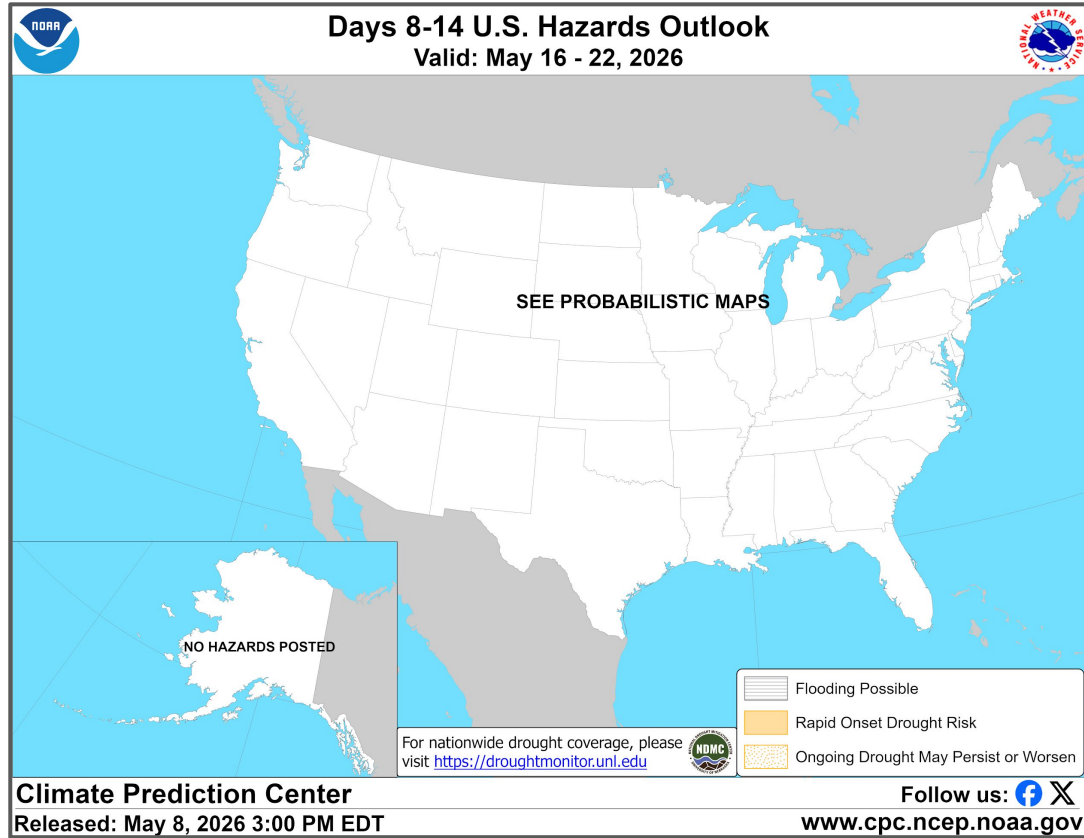 NOAA
Days 8-14 U.S. Hazards Outlook
Valid: May 16 - 22, 2026
NATIONAL WEATHER SERVICE
SEE PROBABILISTIC MAPS
NO HAZARDS POSTED
For nationwide drought coverage, please
visit https://droughtmonitor.unl.edu
NDMC
Flooding Possible
Rapid Onset Drought Risk
Ongoing Drought May Persist or Worsen
Climate Prediction Center
Released: May 8, 2026 3:00 PM EDT
Follow us:
www.cpc.ncep.noaa.gov